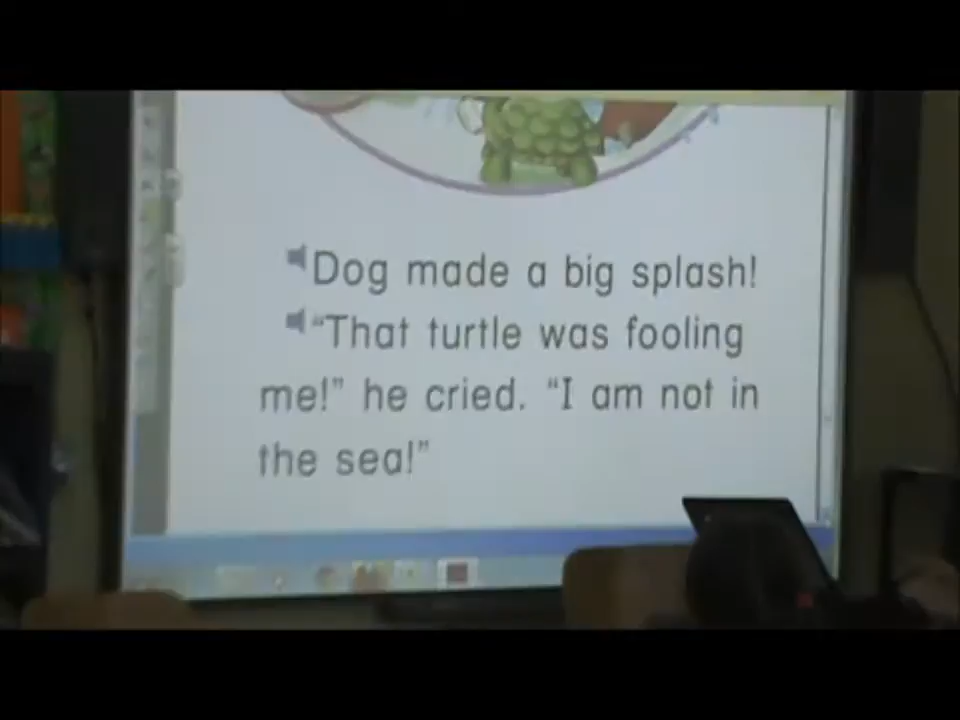 Dog made a big splash!
“That turtle was fooling
me!” he cried. “I am not in
the sea!”